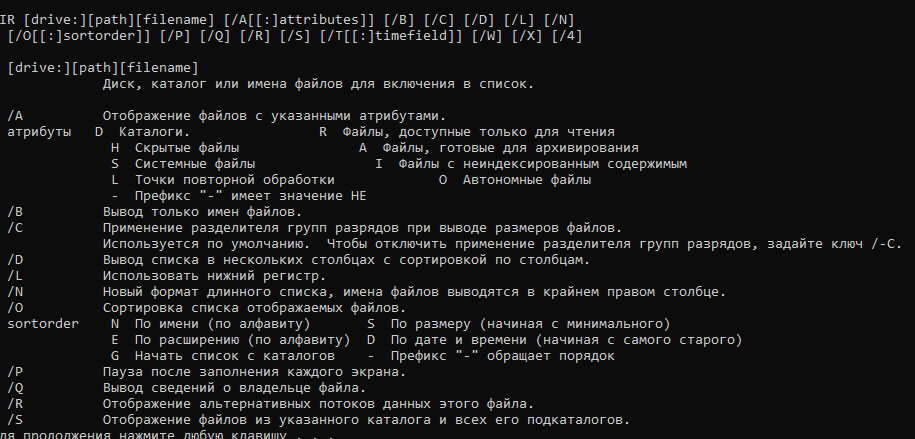 IR [drive:][path][filename] [/A[[:]attributes]] [/B] [/C] [/D] [/L] [/N]
[/O[[:]sortorder]] [/P] [/Q] [/R] [/S] [/T[[:]timefield]] [/W] [/X] [/4]
[drive:][path][filename]
Диск, каталог или имена файлов для включения в список.
/A Отображение файлов с указанными атрибутами.
атрибуты D Каталоги. R Файлы, доступные только для чтения
H Скрытые файлы A Файлы, готовые для архивирования
S Системные файлы I Файлы с неиндексированным содержимым
L Точки повторной обработки O Автономные файлы
- Префикс "-" имеет значение НЕ
/B Вывод только имен файлов.
/C Применение разделителя групп разрядов при выводе размеров файлов.
Используется по умолчанию. Чтобы отключить применение разделителя групп разрядов, задайте ключ /-C.
/D Вывод списка в нескольких столбцах с сортировкой по столбцам.
/L Использовать нижний регистр.
/N Новый формат длинного списка, имена файлов выводятся в крайнем правом столбце.
/O Сортировка списка отображаемых файлов.
sortorder N По имени (по алфавиту) S По размеру (начиная с минимального)
E По расширению (по алфавиту) D По дате и времени (начиная с самого старого)
G Начать список с каталогов - Префикс "-" обращает порядок
/P Пауза после заполнения каждого экрана.
/Q Вывод сведений о владельце файла.
/R Отображение альтернативных потоков данных этого файла.
/S Отображение файлов из указанного каталога и всех его подкаталогов.
ля продолжения нажмите любую клавишу . . .